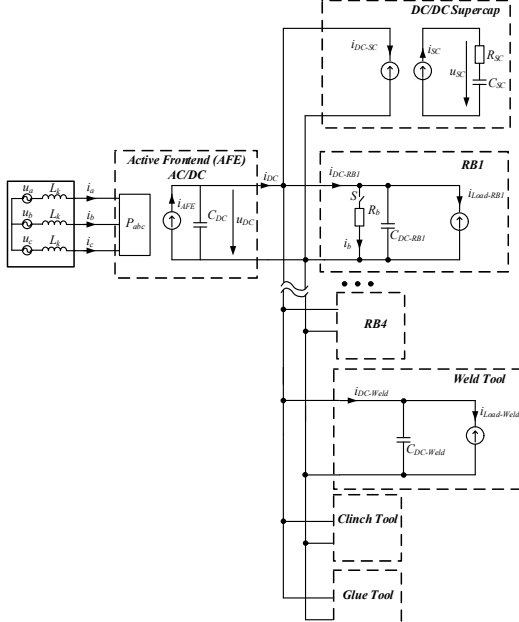 DC/DC Supercap
i_DC-SC
i_SC
R_SC
u_SC
C_SC
Active Frontend (AFE)
AC/DC
i_DC
i_DC-RB1
RB1
u_a L_k i_a
u_b L_k i_b
u_c L_k i_c
P_abc
i_AFE
C_DC
u_DC
S
R_b
i_b
C_DC-RB1
i_Load-RB1
RB4
Weld Tool
i_DC-Weld
i_Load-Weld
C_DC-Weld
Clinch Tool
Glue Tool